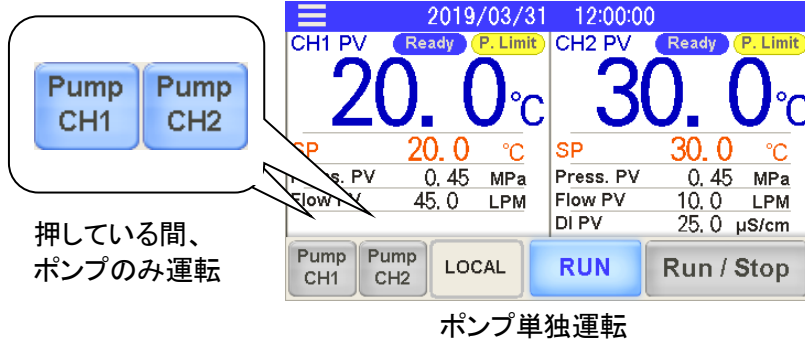 2019/03/31 12:00:00
CH1 PV Ready P. Limit CH2 PV Ready P. Limit
20.0℃ 30.0℃
Pump CH1 Pump CH2
SP 20.0 ℃ SP 30.0 ℃
Press. PV 0.45 MPa Press. PV 0.45 MPa
Flow PV 45.0 LPM Flow PV 10.0 LPM
DI PV 25.0 μS/cm
押している間、
ポンプのみ運転
Pump CH1 Pump CH2 LOCAL RUN Run / Stop
ポンプ単独運転